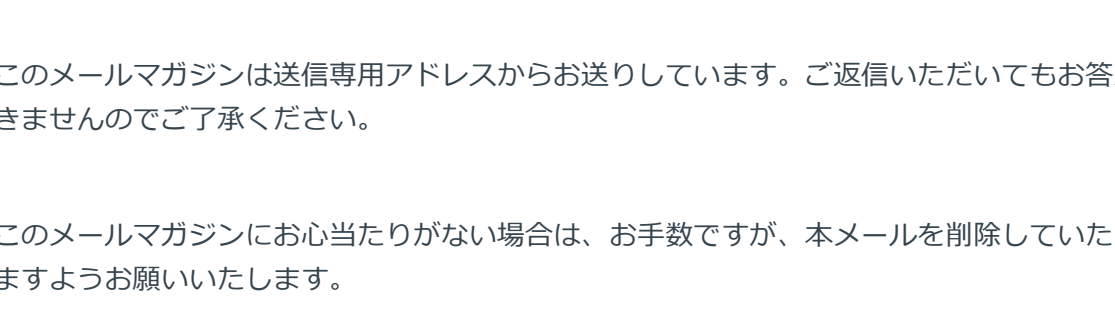 このメールマガジンは送信専用アドレスからお送りしています。ご返信いただいてもお答
きませんのでご了承ください。
このメールマガジンにお心当たりがない場合は、お手数ですが、本メールを削除していた
ますようお願いいたします。